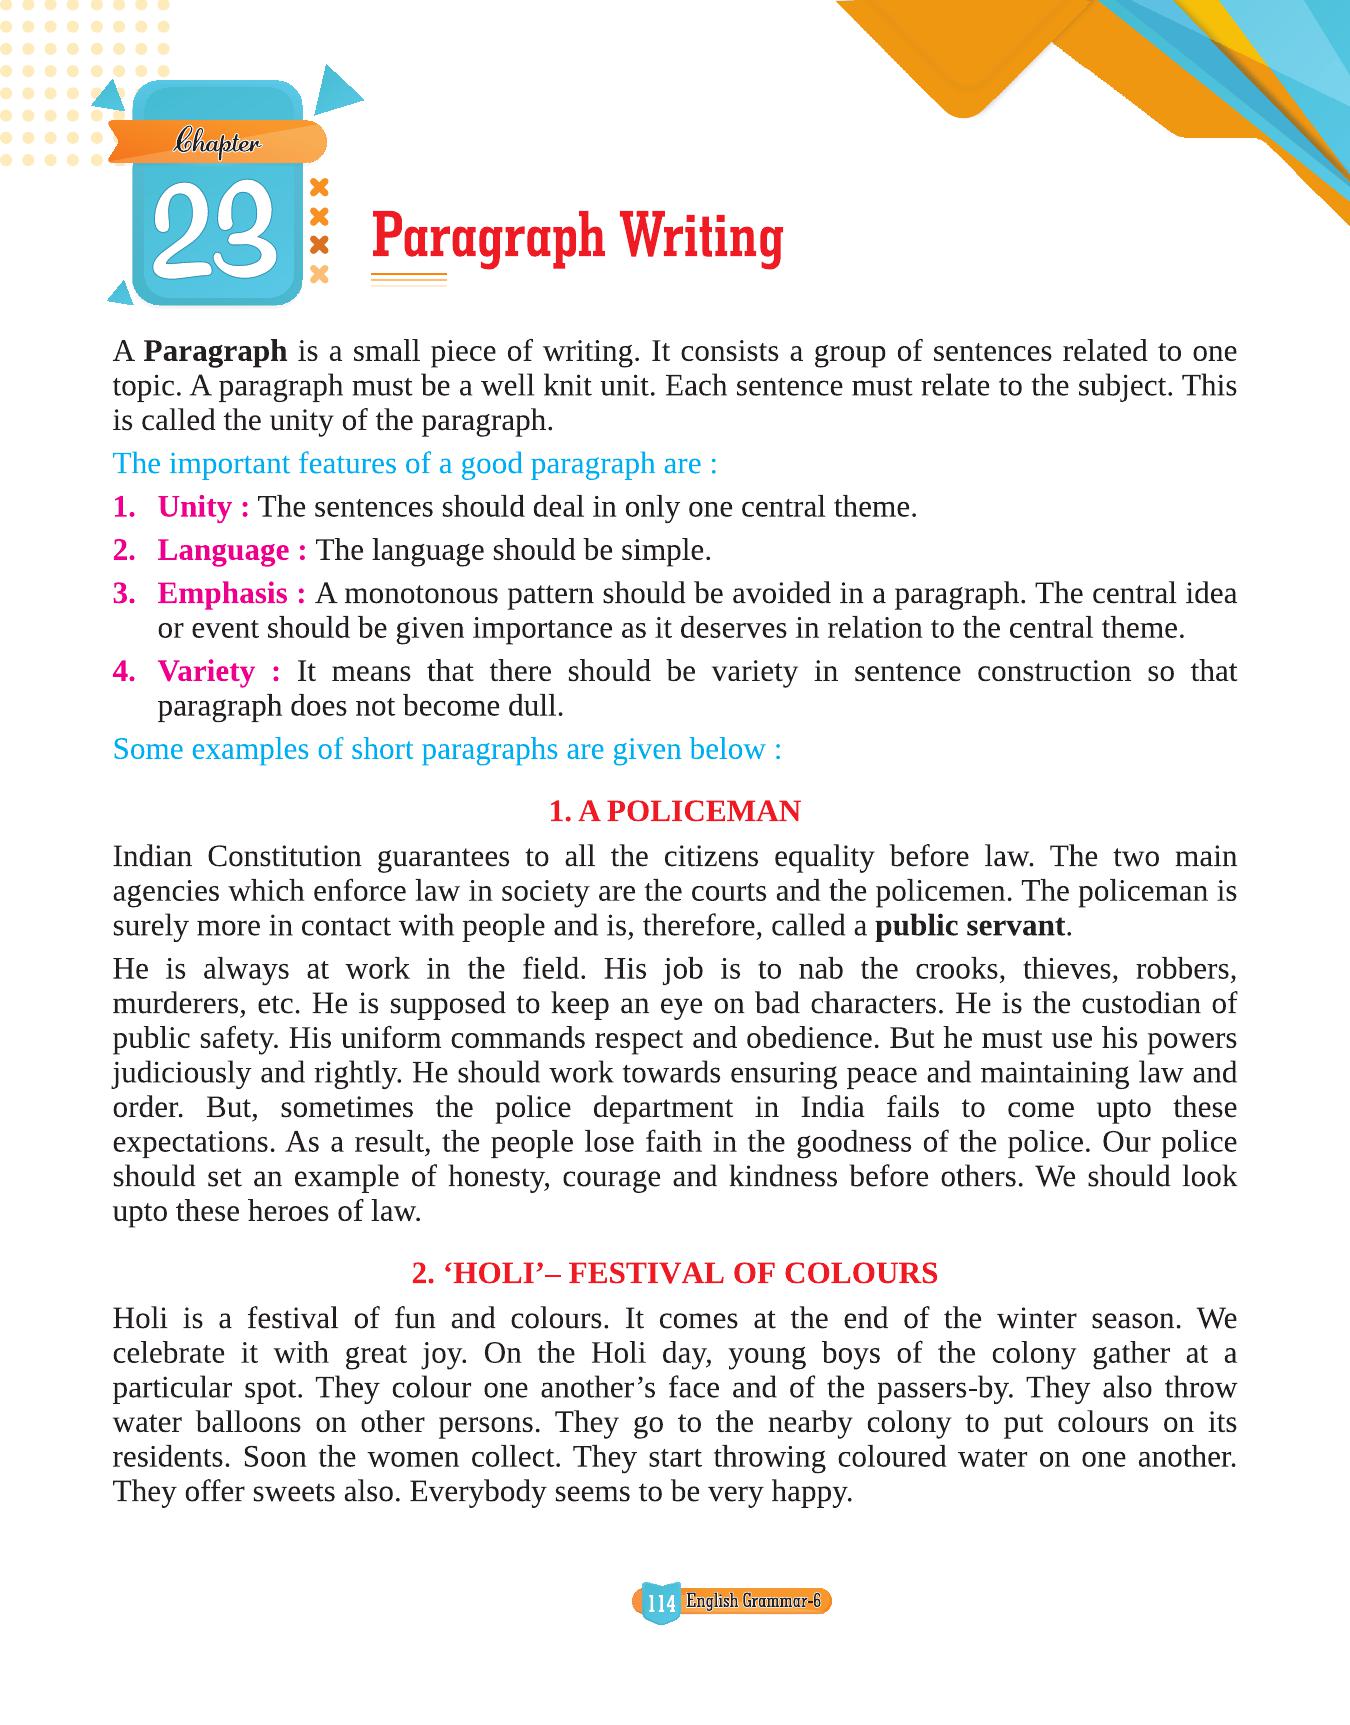 Chapter
23
Paragraph Writing
A Paragraph is a small piece of writing. It consists a group of sentences related to one
topic. A paragraph must be a well knit unit. Each sentence must relate to the subject. This
is called the unity of the paragraph.
The important features of a good paragraph are :
1. Unity : The sentences should deal in only one central theme.
2. Language : The language should be simple.
3. Emphasis : A monotonous pattern should be avoided in a paragraph. The central idea
or event should be given importance as it deserves in relation to the central theme.
4. Variety : It means that there should be variety in sentence construction so that
paragraph does not become dull.
Some examples of short paragraphs are given below :
1. A POLICEMAN
Indian Constitution guarantees to all the citizens equality before law. The two main
agencies which enforce law in society are the courts and the policemen. The policeman is
surely more in contact with people and is, therefore, called a public servant.
He is always at work in the field. His job is to nab the crooks, thieves, robbers,
murderers, etc. He is supposed to keep an eye on bad characters. He is the custodian of
public safety. His uniform commands respect and obedience. But he must use his powers
judiciously and rightly. He should work towards ensuring peace and maintaining law and
order. But, sometimes the police department in India fails to come upto these
expectations. As a result, the people lose faith in the goodness of the police. Our police
should set an example of honesty, courage and kindness before others. We should look
upto these heroes of law.
2. ‘HOLI’– FESTIVAL OF COLOURS
Holi is a festival of fun and colours. It comes at the end of the winter season. We
celebrate it with great joy. On the Holi day, young boys of the colony gather at a
particular spot. They colour one another’s face and of the passers-by. They also throw
water balloons on other persons. They go to the nearby colony to put colours on its
residents. Soon the women collect. They start throwing coloured water on one another.
They offer sweets also. Everybody seems to be very happy.
114 English Grammar-6